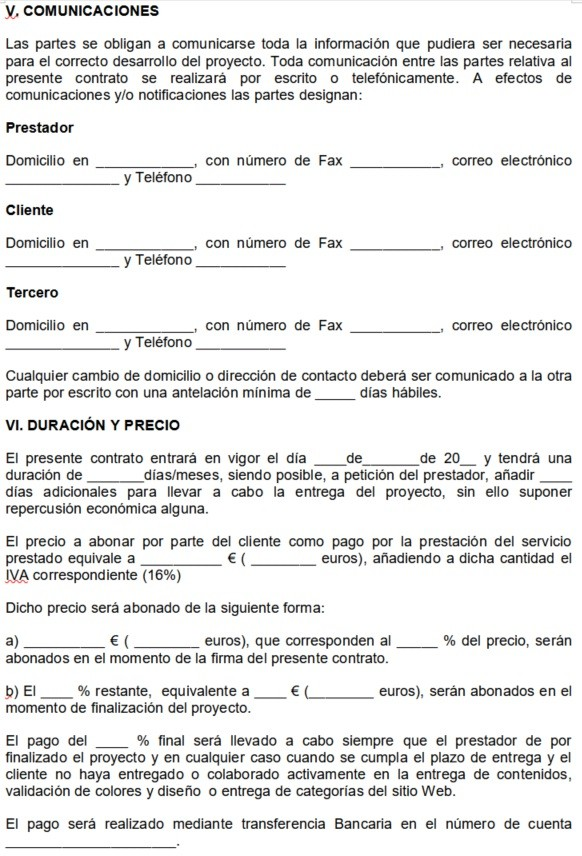 V. COMUNICACIONES
Las partes se obligan a comunicarse toda la información que pudiera ser necesaria
para el correcto desarrollo del proyecto. Toda comunicación entre las partes relativa al
presente contrato se realizará por escrito o telefónicamente. A efectos de
comunicaciones y/o notificaciones las partes designan:
Prestador
Domicilio en _____________, con número de Fax ____________, correo electrónico
_______________ y Teléfono ____________
Cliente
Domicilio en _____________, con número de Fax ____________, correo electrónico
_______________ y Teléfono ____________
Tercero
Domicilio en _____________, con número de Fax ____________, correo electrónico
_______________ y Teléfono ____________
Cualquier cambio de domicilio o dirección de contacto deberá ser comunicado a la otra
parte por escrito con una antelación mínima de _____ días hábiles.
VI. DURACIÓN Y PRECIO
El presente contrato entrará en vigor el día ____de_______de 20__ y tendrá una
duración de _______días/meses, siendo posible, a petición del prestador, añadir ____
días adicionales para llevar a cabo la entrega del proyecto, sin ello suponer
repercusión económica alguna.
El precio a abonar por parte del cliente como pago por la prestación del servicio
prestado equivale a __________ € ( ________ euros), añadiendo a dicha cantidad el
IVA correspondiente (16%)
Dicho precio será abonado de la siguiente forma:
a) __________ € ( ________ euros), que corresponden al _____ % del precio, serán
abonados en el momento de la firma del presente contrato.
b) El ____ % restante, equivalente a ____ € (________ euros), serán abonados en el
momento de finalización del proyecto.
El pago del ____ % final será llevado a cabo siempre que el prestador de por
finalizado el proyecto y en cualquier caso cuando se cumpla el plazo de entrega y el
cliente no haya entregado o colaborado activamente en la entrega de contenidos,
validación de colores y diseño o entrega de categorías del sitio Web.
El pago será realizado mediante transferencia Bancaria en el número de cuenta
______________________.